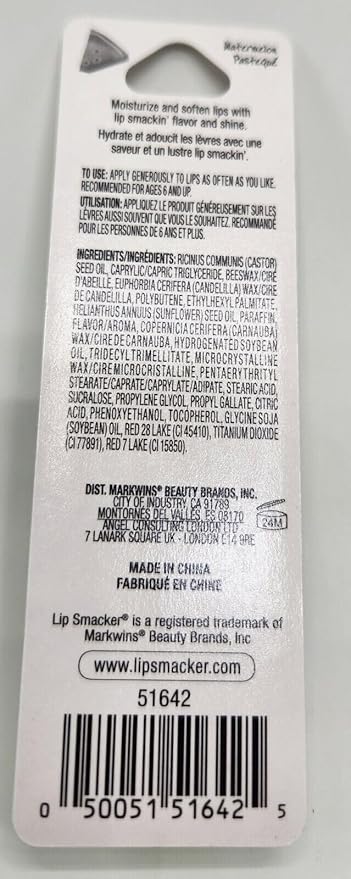 Watermelon
Pastèque
Moisturize and soften lips with
lip smackin' flavor and shine.
Hydrate et adoucit les lèvres avec une
saveur et un lustre lip smackin'.
TO USE: APPLY GENEROUSLY TO LIPS AS OFTEN AS YOU LIKE.
RECOMMENDED FOR AGES 6 AND UP.
UTILISATION: APPLIQUEZ LE PRODUIT GÉNÉREUSEMENT SUR LES
LÈVRES AUSSI SOUVENT QUE VOUS LE SOUHAITEZ. RECOMMANDÉ
POUR LES PERSONNES DE 6 ANS ET PLUS.
INGREDIENTS/INGRÉDIENTS: RICINUS COMMUNIS (CASTOR)
SEED OIL, CAPRYLIC/CAPRIC TRIGLYCERIDE, BEESWAX/CIRE
D'ABEILLE, EUPHORBIA CERIFERA (CANDELILLA) WAX/CIRE
DE CANDELILLA, POLYBUTENE, ETHYLHEXYL PALMITATE,
HELIANTHUS ANNUUS (SUNFLOWER) SEED OIL, PARAFFIN,
FLAVOR/AROMA, COPERNICIA CERIFERA (CARNAUBA)
WAX/CIRE DE CARNAUBA, HYDROGENATED SOYBEAN
OIL, TRIDECYL TRIMELLITATE, MICROCRYSTALLINE
WAX/CIRE MICROCRISTALLINE, PENTAERYTHRITYL
STEARATE/CAPRATE/CAPRYLATE/ADIPATE, STEARIC ACID,
SUCRALOSE, PROPYLENE GLYCOL, PROPYL GALLATE, CITRIC
ACID, PHENOXYETHANOL, TOCOPHEROL, GLYCINE SOJA
(SOYBEAN) OIL, RED 28 LAKE (CI 45410), TITANIUM DIOXIDE
(CI 77891), RED 7 LAKE (CI 15850).
DIST. MARKWINS® BEAUTY BRANDS, INC.
CITY OF INDUSTRY, CA 91789
MONTORNÉS DEL VALLÉS, ES 08170
ANGEL CONSULTING LONDON LTD
7 LANARK SQUARE UK - LONDON E14 9RE
24M
MADE IN CHINA
FABRIQUÉ EN CHINE
Lip Smacker® is a registered trademark of
Markwins® Beauty Brands, Inc
www.lipsmacker.com
51642
0 50051 51642 5